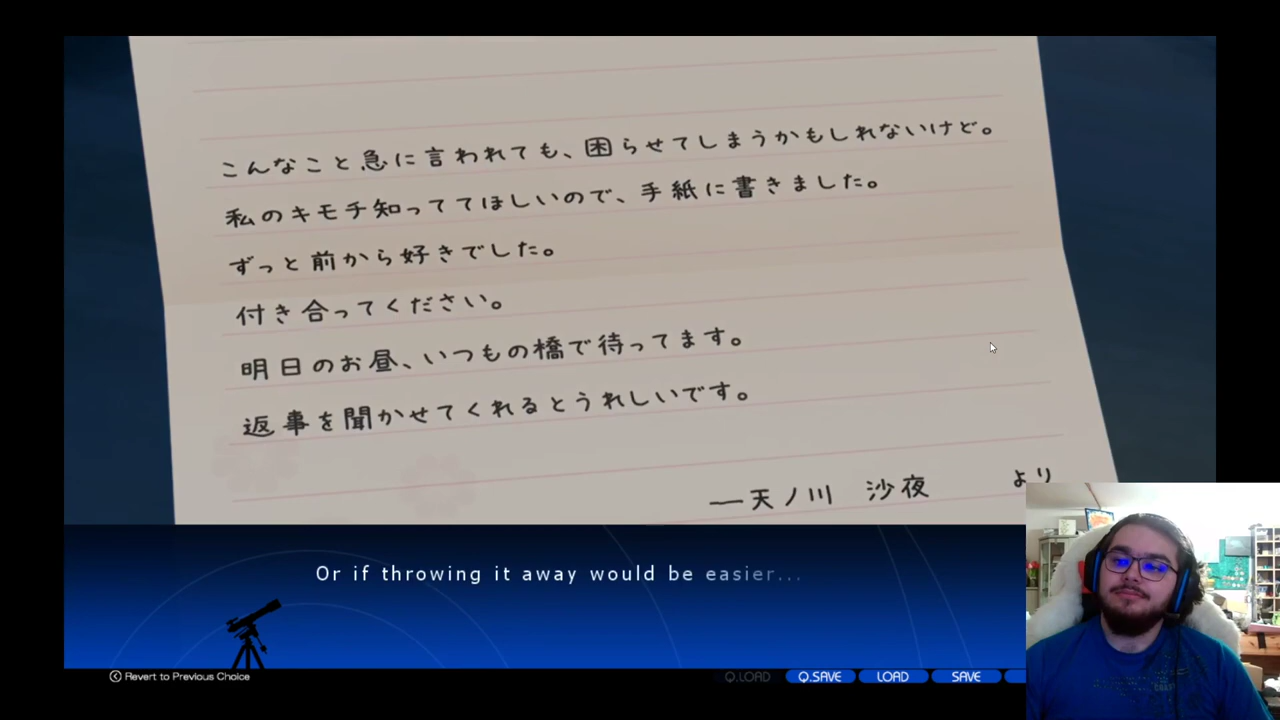 こんなこと急に言われても、困らせてしまうかもしれないけど。
私のキモチ知っててほしいので、手紙に書きました。
ずっと前から好きでした。
付き合ってください。
明日のお昼、いつもの橋で待ってます。
返事を聞かせてくれるとうれしいです。
—天ノ川 沙夜 より
Or if throwing it away would be easier...
Revert to Previous Choice
Q.LOAD
Q.SAVE
LOAD
SAVE